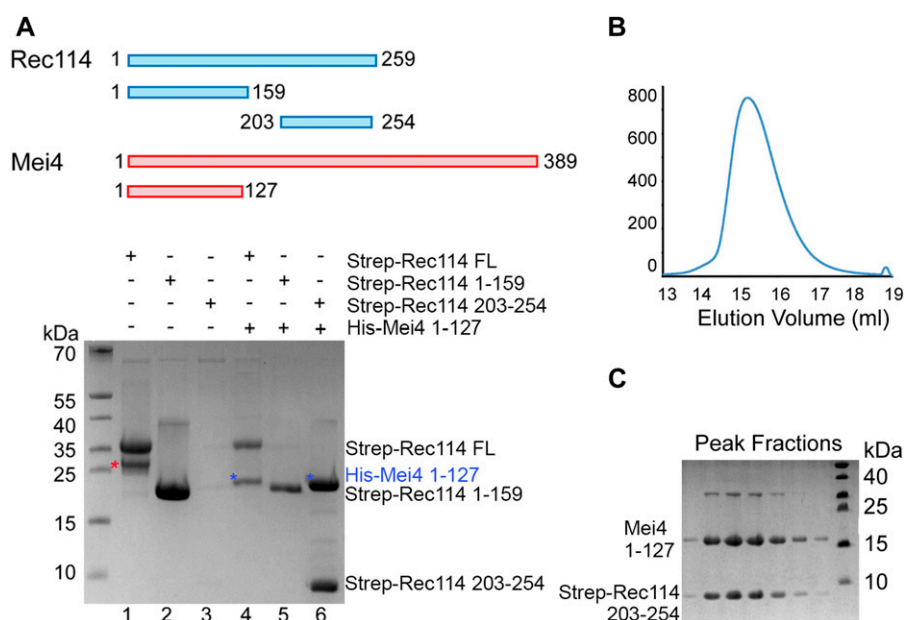 A
Rec114 1 259
1 159
203 254
Mei4 1 389
1 127
+ - - + - - Strep-Rec114 FL
- + - - + - Strep-Rec114 1-159
- - + - - + Strep-Rec114 203-254
- - - + + + His-Mei4 1-127
kDa
70
55
40
35
25
15
10
*
*
*
Strep-Rec114 FL
His-Mei4 1-127
Strep-Rec114 1-159
Strep-Rec114 203-254
1 2 3 4 5 6
B
800
600
400
200
0
13 14 15 16 17 18 19
Elution Volume (ml)
C
Peak Fractions kDa
40
25
15
10
Mei4
1-127
Strep-Rec114
203-254